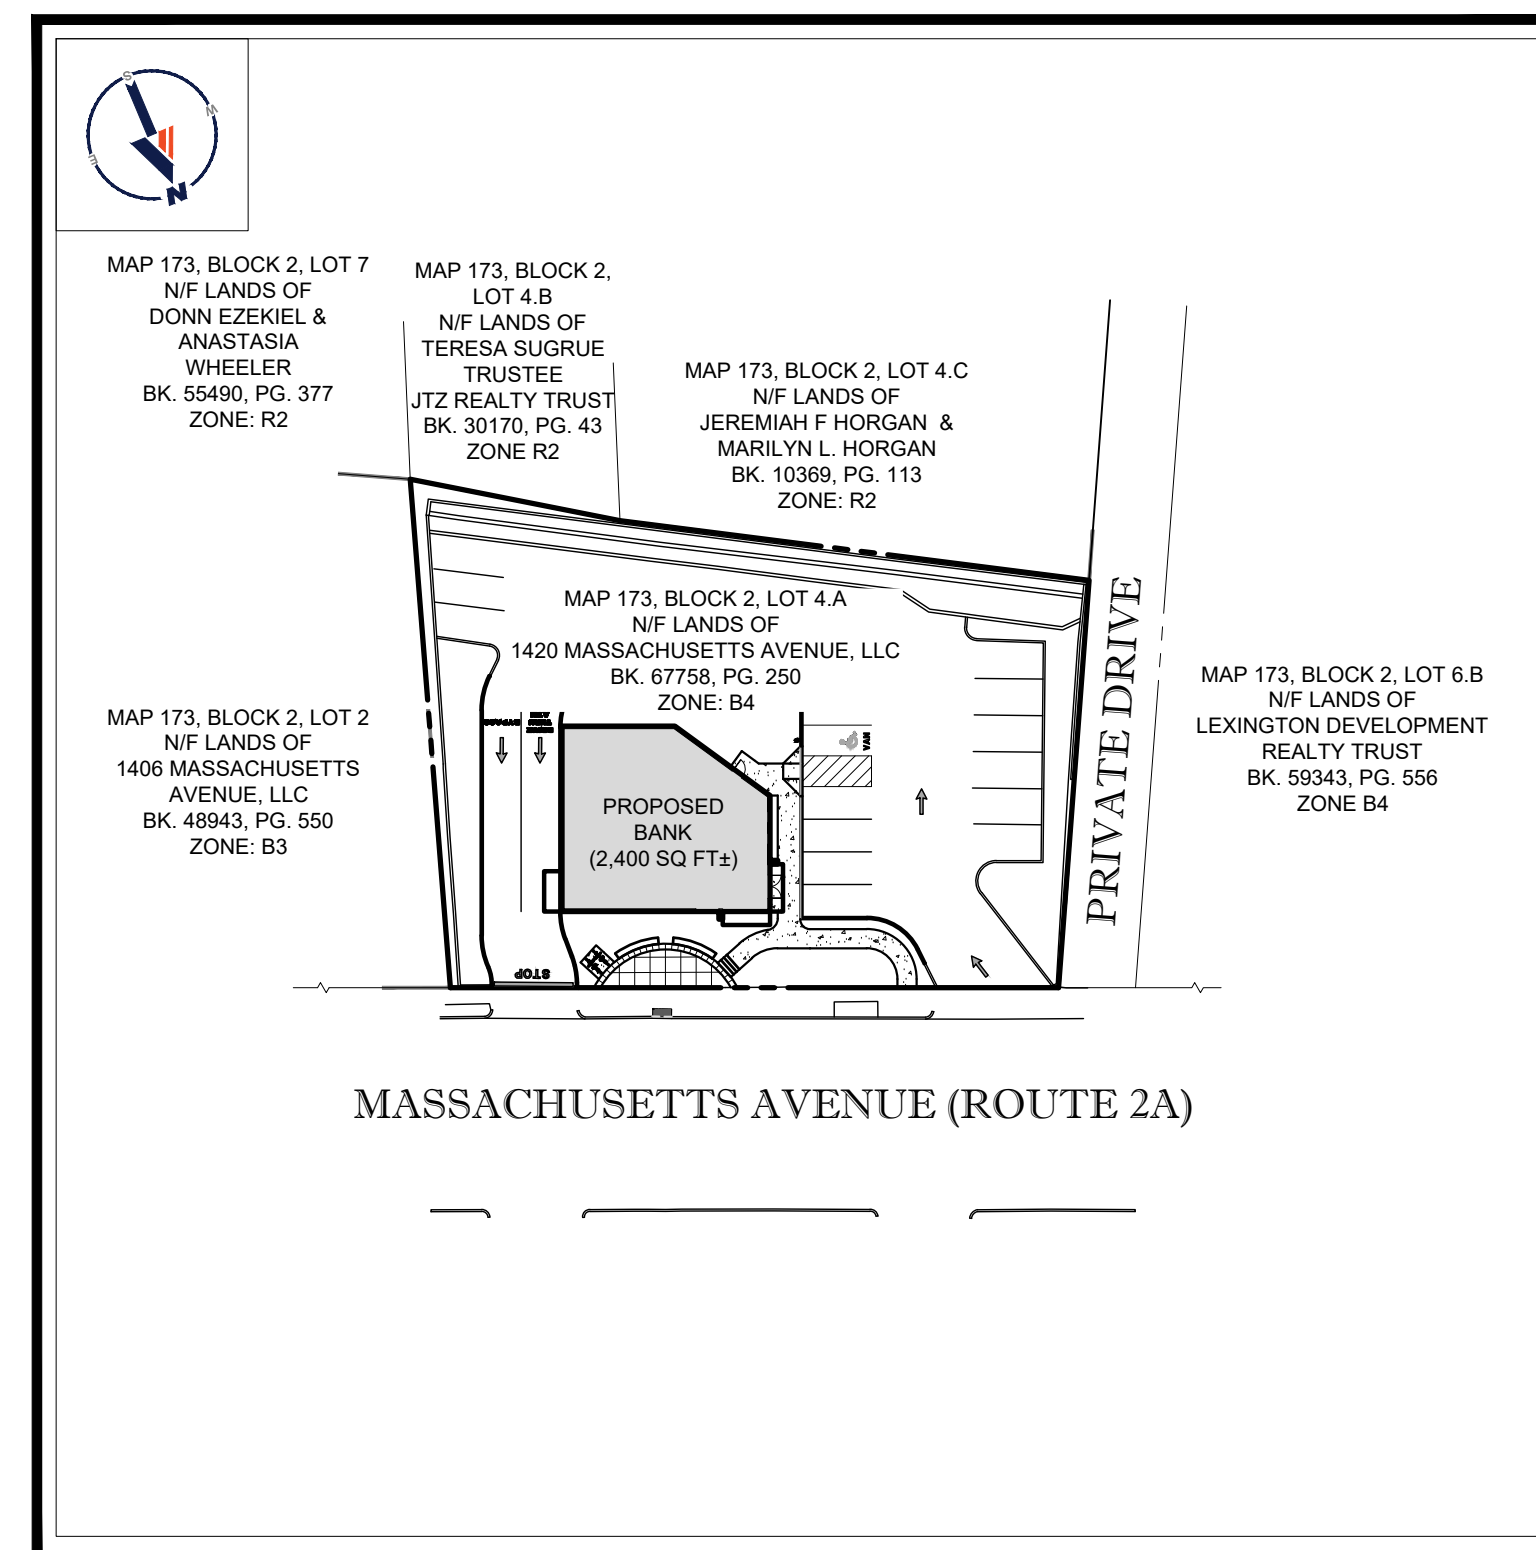 S
W
E
N
MAP 173, BLOCK 2, LOT 7
N/F LANDS OF
DONN EZEKIEL &
ANASTASIA
WHEELER
BK. 55490, PG. 377
ZONE: R2
MAP 173, BLOCK 2,
LOT 4.B
N/F LANDS OF
TERESA SUGRUE
TRUSTEE
JTZ REALTY TRUST
BK. 30170, PG. 43
ZONE R2
MAP 173, BLOCK 2, LOT 4.C
N/F LANDS OF
JEREMIAH F HORGAN &
MARILYN L. HORGAN
BK. 10369, PG. 113
ZONE: R2
MAP 173, BLOCK 2, LOT 4.A
N/F LANDS OF
1420 MASSACHUSETTS AVENUE, LLC
BK. 67758, PG. 250
ZONE: B4
MAP 173, BLOCK 2, LOT 2
N/F LANDS OF
1406 MASSACHUSETTS
AVENUE, LLC
BK. 48943, PG. 550
ZONE: B3
BYPASS
VAN
PROPOSED
BANK
(2,400 SQ FT±)
STOP
PRIVATE DRIVE
MAP 173, BLOCK 2, LOT 6.B
N/F LANDS OF
LEXINGTON DEVELOPMENT
REALTY TRUST
BK. 59343, PG. 556
ZONE B4
MASSACHUSETTS AVENUE (ROUTE 2A)